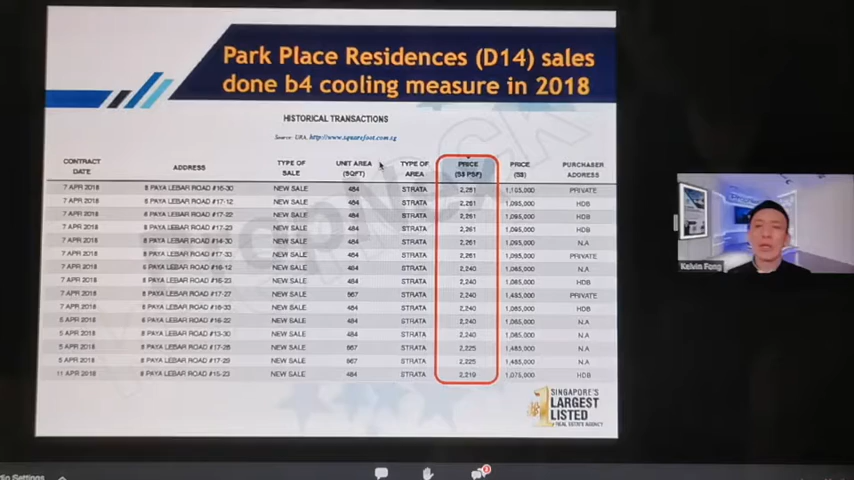 Park Place Residences (D14) sales
done b4 cooling measure in 2018
HISTORICAL TRANSACTIONS
Source: URA, http://www.squarefoot.com.sg
CONTRACT DATE ADDRESS TYPE OF SALE UNIT AREA (SQFT) TYPE OF AREA PRICE (S$ PSF) PRICE (S$) PURCHASER ADDRESS
7 APR 2018 8 PAYA LEBAR ROAD #16-30 NEW SALE 484 STRATA PRIVATE
7 APR 2018 8 PAYA LEBAR ROAD #17-12 NEW SALE 484 STRATA 2,261 1,095,000 HDB
7 APR 2018 8 PAYA LEBAR ROAD #17-22 NEW SALE 484 STRATA 2,261 1,095,000 HDB
7 APR 2018 8 PAYA LEBAR ROAD #17-23 NEW SALE 484 STRATA 2,261 1,095,000 HDB
7 APR 2018 8 PAYA LEBAR ROAD #14-30 NEW SALE 484 STRATA 2,261 1,095,000 N.A
7 APR 2018 8 PAYA LEBAR ROAD #17-33 NEW SALE 484 STRATA 2,261 1,095,000 PRIVATE
7 APR 2018 8 PAYA LEBAR ROAD #16-12 NEW SALE 484 STRATA 2,240 1,085,000 N.A
7 APR 2018 8 PAYA LEBAR ROAD #16-23 NEW SALE 484 STRATA 2,240 1,085,000 HDB
7 APR 2018 8 PAYA LEBAR ROAD #17-27 NEW SALE 667 STRATA 2,240 PRIVATE
7 APR 2018 8 PAYA LEBAR ROAD #16-33 NEW SALE 484 STRATA 2,240 1,085,000 HDB
APR 2018 8 PAYA LEBAR ROAD #16-22 NEW SALE 484 STRATA 2,240 1,085,000 N.A
APR 2018 8 PAYA LEBAR ROAD #13-30 NEW SALE 484 STRATA 2,240 1,085,000 N.A
APR 2018 8 PAYA LEBAR ROAD NEW SALE 667 STRATA 2,225 1,485,000 N.A
APR 2018 8 PAYA LEBAR ROAD #17-29 NEW SALE 667 STRATA 2,225 1,485,000 N.A
11 APR 2018 8 PAYA LEBAR ROAD #15-23 NEW SALE 484 STRATA 2,219 1,075,000 HDB
#1 SINGAPORE'S
LARGEST
LISTED
REAL ESTATE AGENCY
Kelvin Fong
Settings